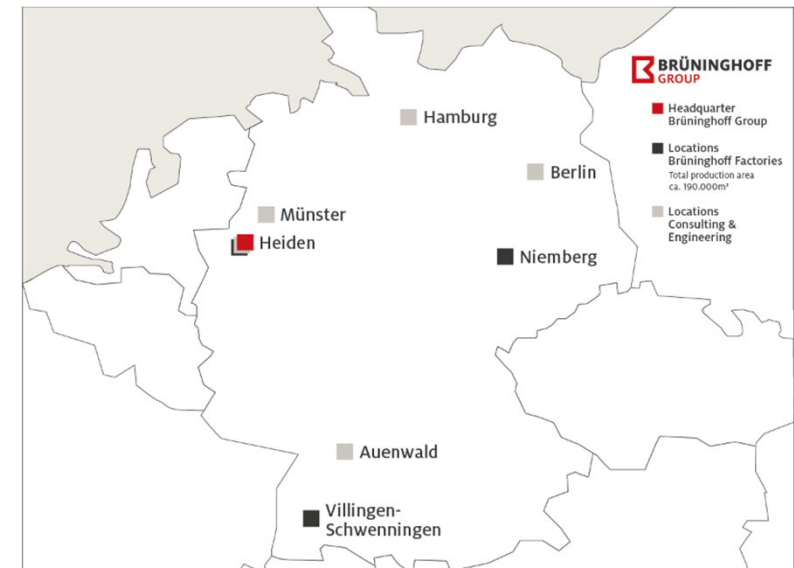 BRÜNINGHOFF
GROUP
Headquarter
Brüninghoff Group
Locations
Brüninghoff Factories
Total production area
ca. 190.000m²
Locations
Consulting &
Engineering
Hamburg
Berlin
Münster
Heiden
Niemberg
Auenwald
Villingen-
Schwenningen